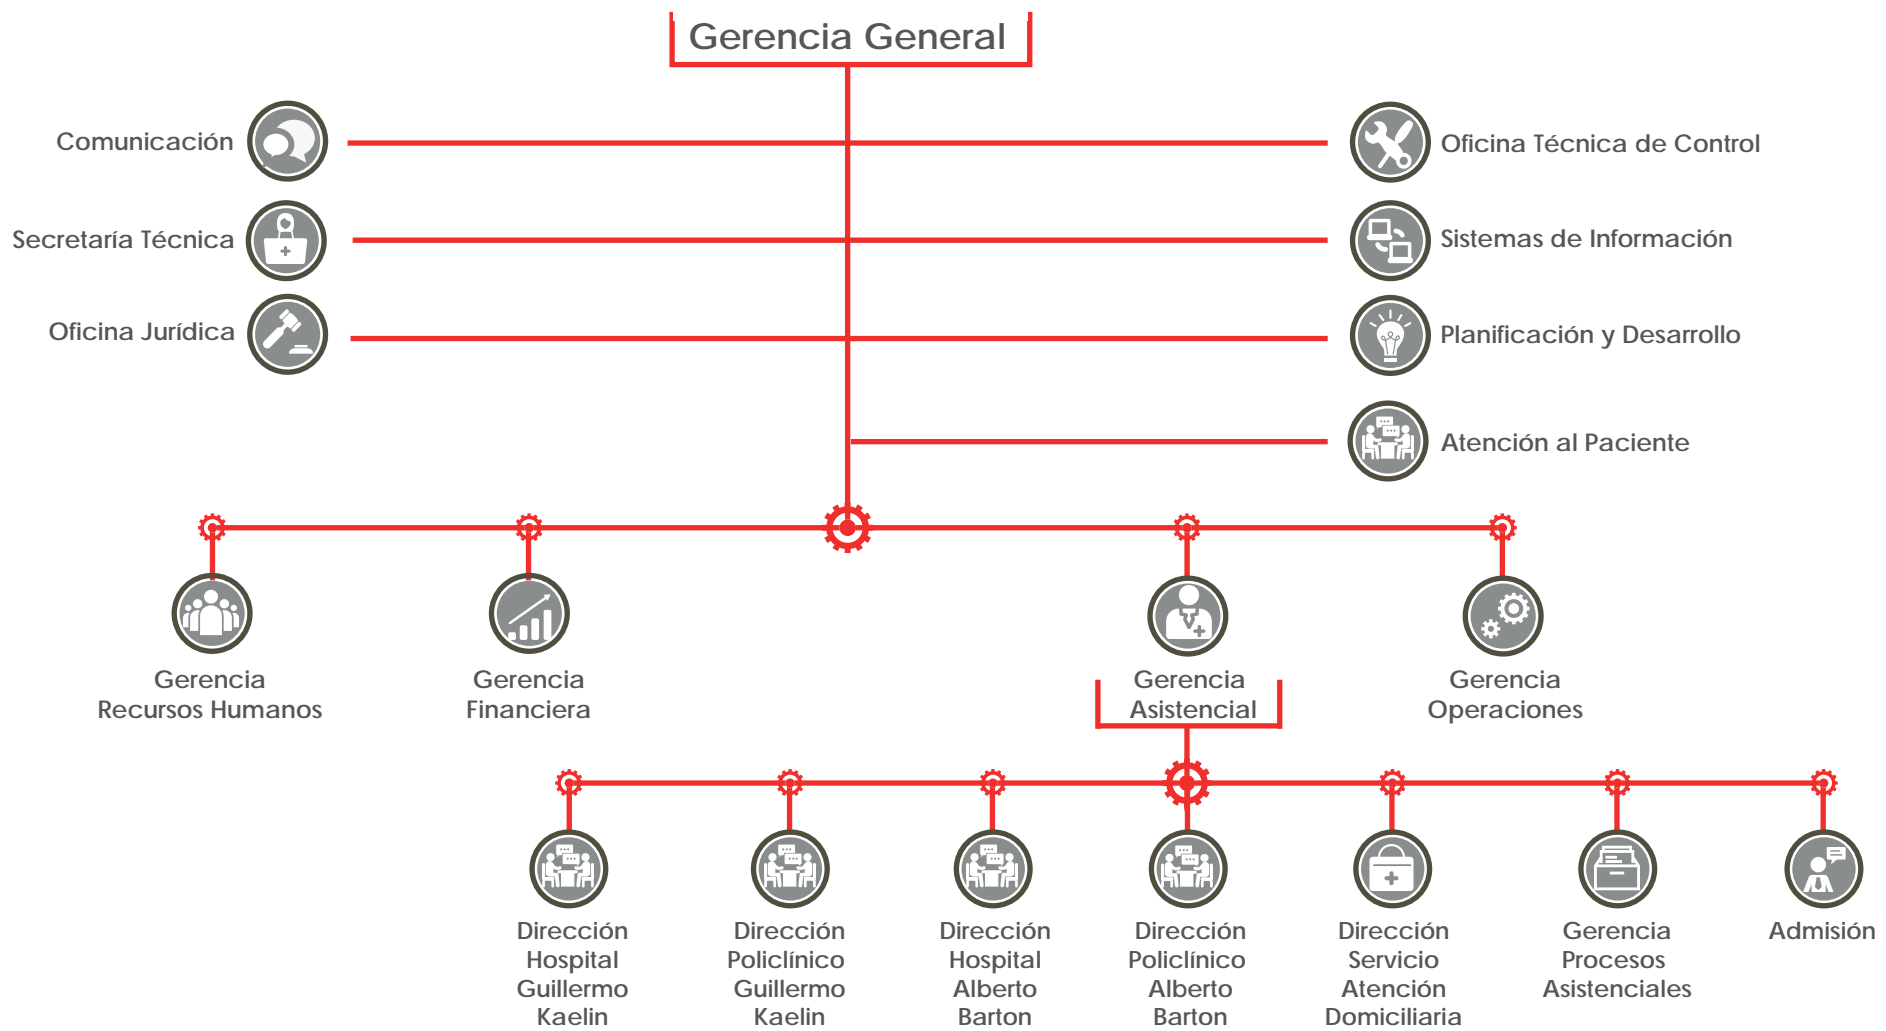 Gerencia General
Comunicación
Oficina Técnica de Control
Secretaría Técnica
Sistemas de Información
Oficina Jurídica
Planificación y Desarrollo
Atención al Paciente
Gerencia
Recursos Humanos
Gerencia
Financiera
Gerencia
Asistencial
Gerencia
Operaciones
Dirección
Hospital
Guillermo
Kaelin
Dirección
Policlínico
Guillermo
Kaelin
Dirección
Hospital
Alberto
Barton
Dirección
Policlínico
Alberto
Barton
Dirección
Servicio
Atención
Domiciliaria
Gerencia
Procesos
Asistenciales
Admisión